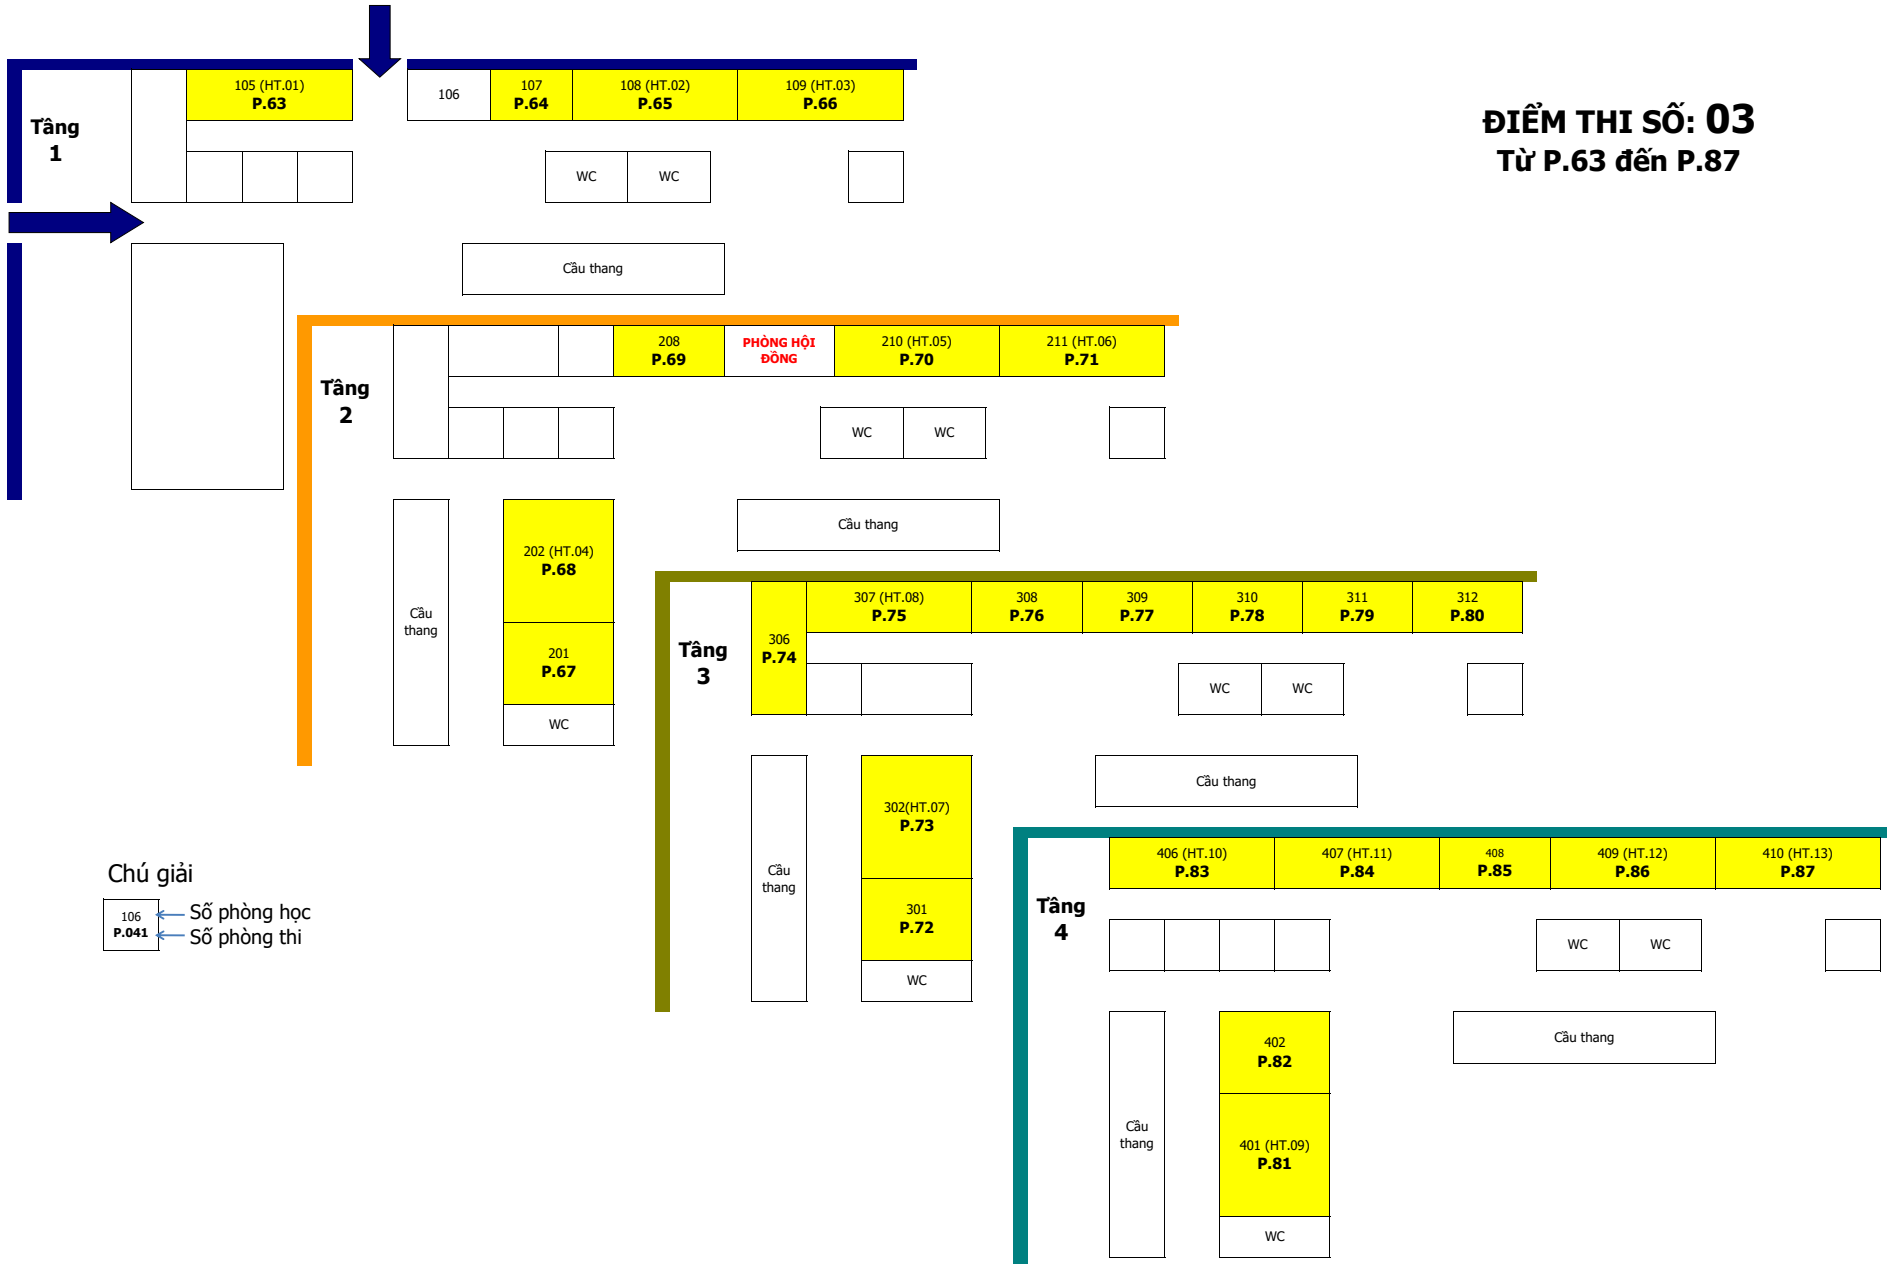 ĐIỂM THI SỐ: 03
Từ P.63 đến P.87
Tầng
1
105 (HT.01)
P.63
106
107
P.64
108 (HT.02)
P.65
109 (HT.03)
P.66
WC
WC
Cầu thang
Tầng
2
208
P.69
PHÒNG HỘI
ĐỒNG
210 (HT.05)
P.70
211 (HT.06)
P.71
WC
WC
Cầu thang
202 (HT.04)
P.68
Cầu
thang
201
P.67
WC
Tầng
3
306
P.74
307 (HT.08)
P.75
308
P.76
309
P.77
310
P.78
311
P.79
312
P.80
WC
WC
Cầu thang
302(HT.07)
P.73
Cầu
thang
301
P.72
WC
Tầng
4
406 (HT.10)
P.83
407 (HT.11)
P.84
408
P.85
409 (HT.12)
P.86
410 (HT.13)
P.87
WC
WC
Cầu thang
402
P.82
Cầu
thang
401 (HT.09)
P.81
WC
Chú giải
106
P.041
Số phòng học
Số phòng thi